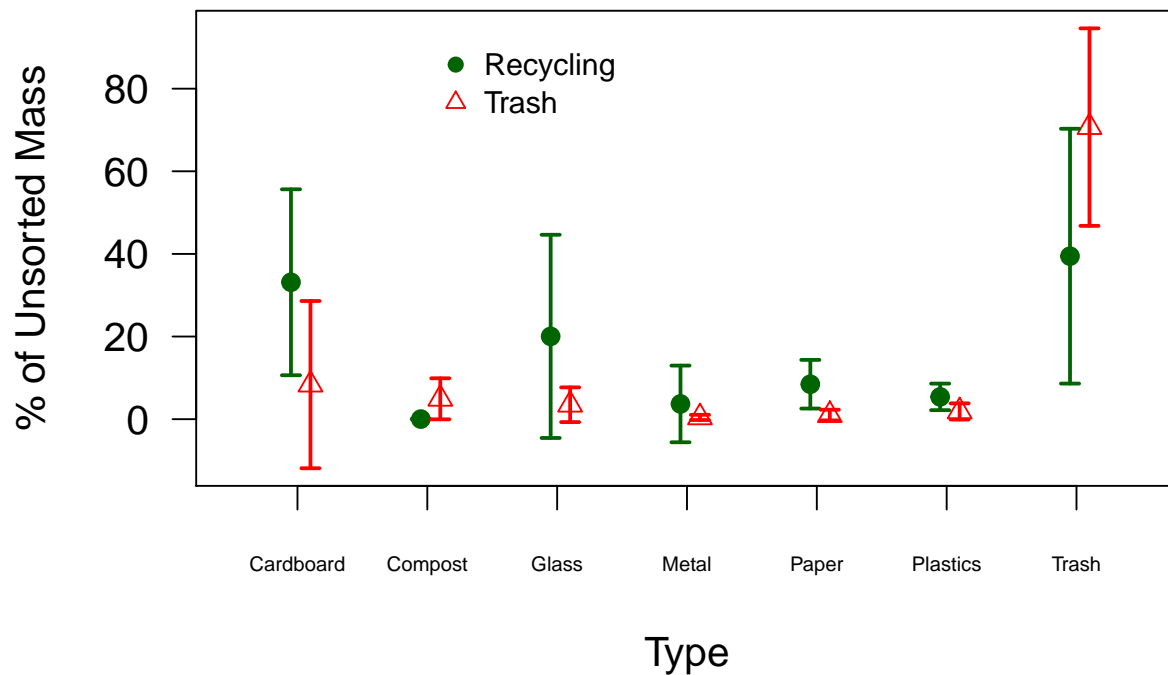 % of Unsorted Mass
80
60
40
20
0
Recycling
Trash
Cardboard Compost Glass Metal Paper Plastics Trash
Type